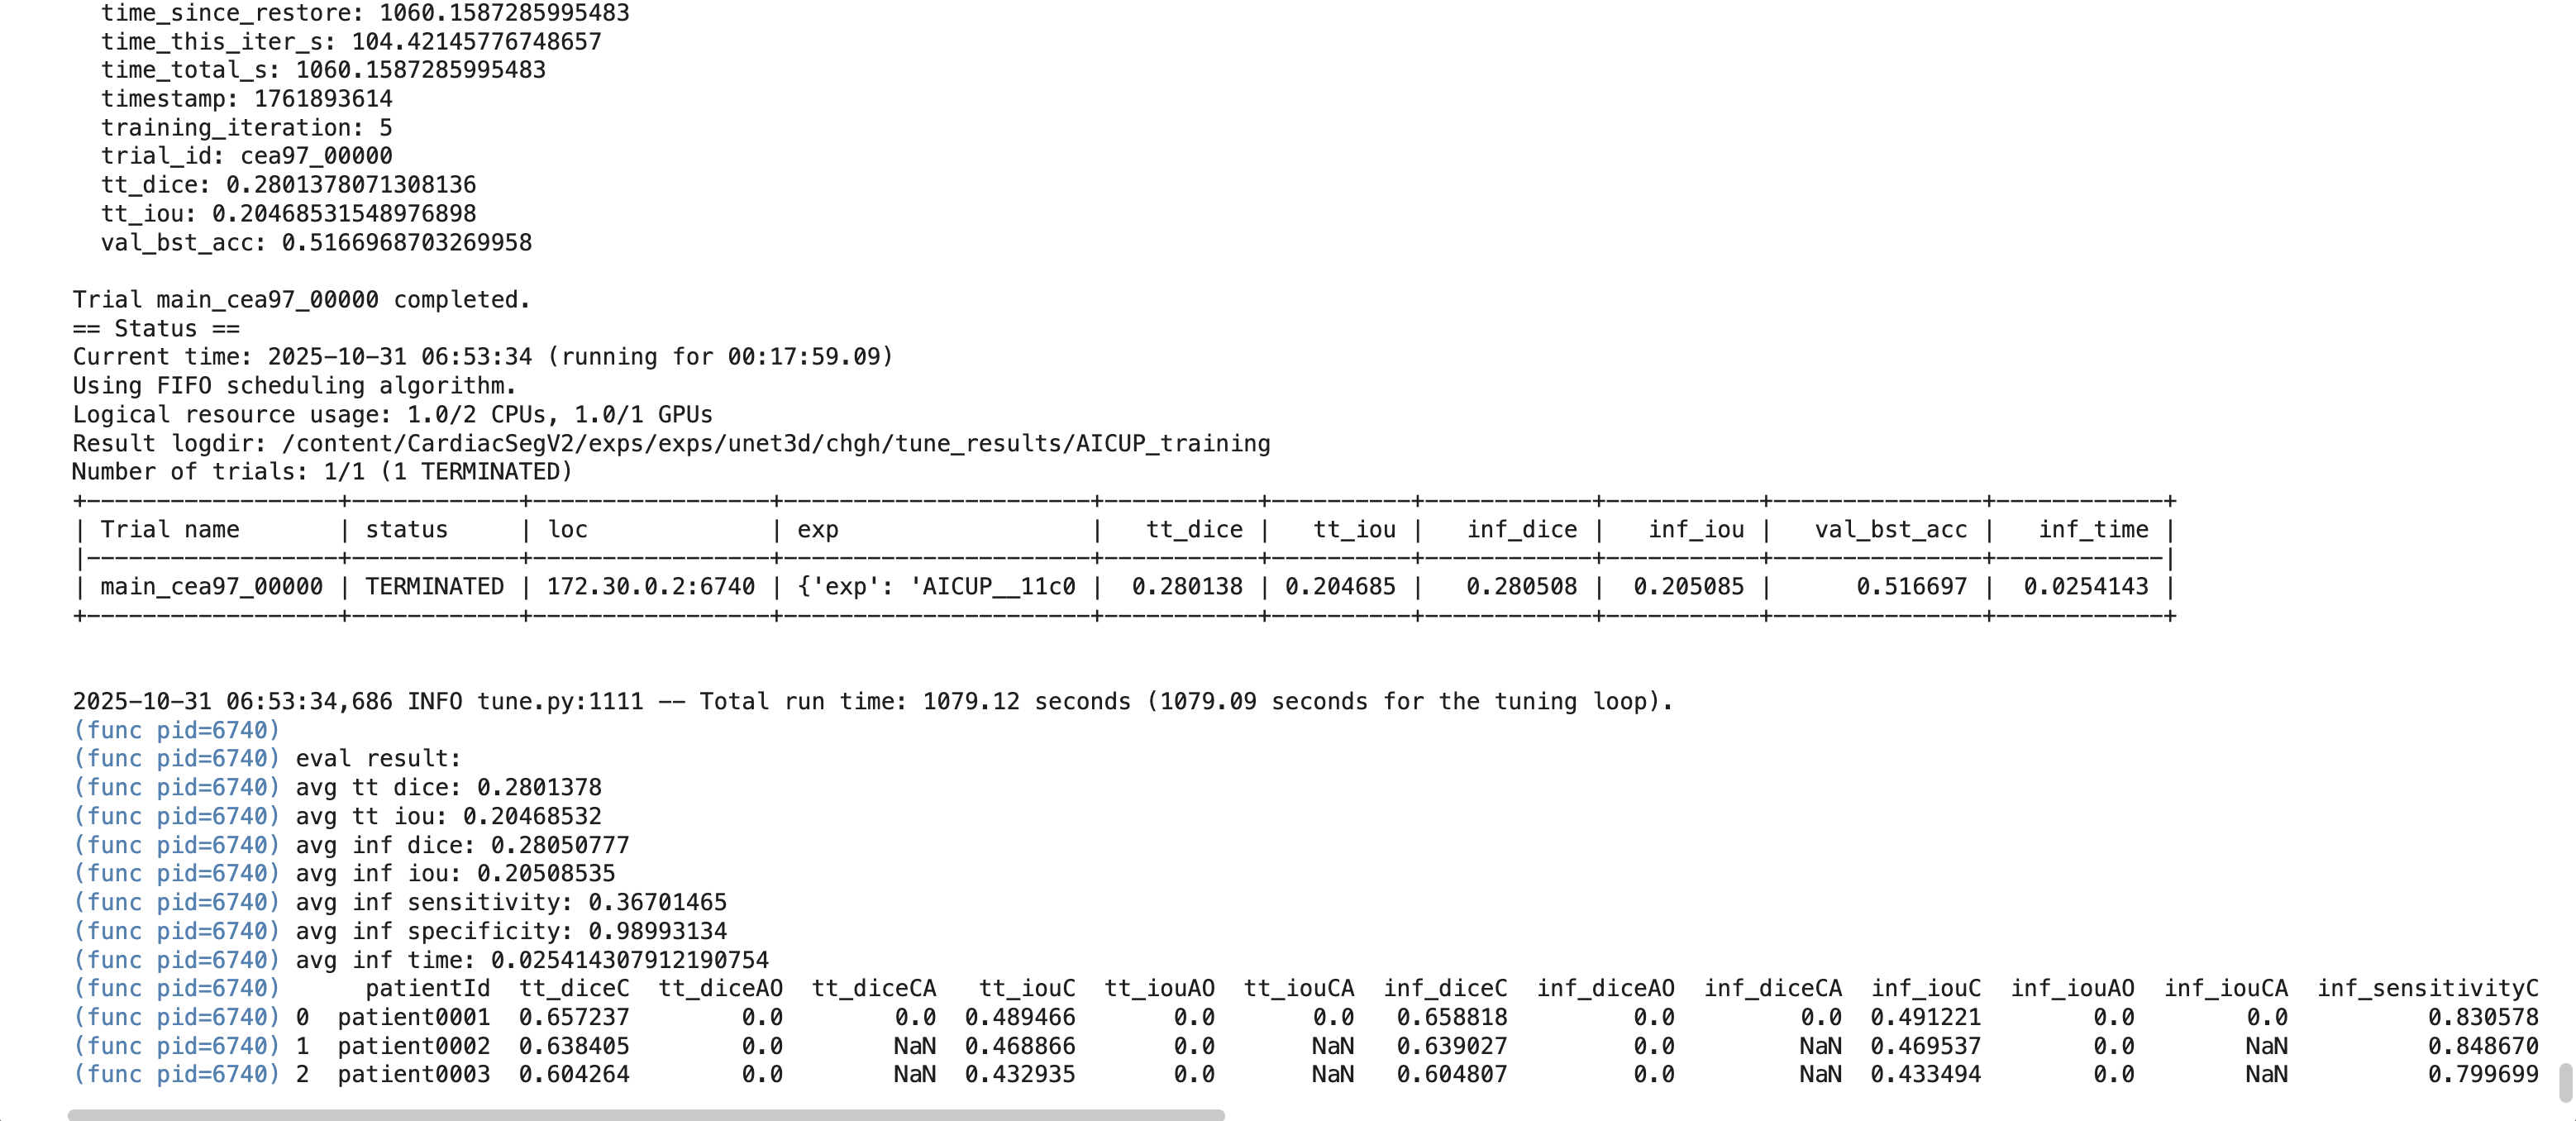 time_since_restore: 1060.1587285995483
time_this_iter_s: 104.42145776748657
time_total_s: 1060.1587285995483
timestamp: 1761893614
training_iteration: 5
trial_id: cea97_00000
tt_dice: 0.2801378071308136
tt_iou: 0.20468531548976898
val_bst_acc: 0.5166968703269958
Trial main_cea97_00000 completed.
== Status ==
Current time: 2025-10-31 06:53:34 (running for 00:17:59.09)
Using FIFO scheduling algorithm.
Logical resource usage: 1.0/2 CPUs, 1.0/1 GPUs
Result logdir: /content/CardiacSegV2/exps/exps/unet3d/chgh/tune_results/AICUP_training
Number of trials: 1/1 (1 TERMINATED)
+------------------+------------+-----------------+----------------------+-----------+----------+------------+-----------+---------------+------------+
| Trial name | status | loc | exp | tt_dice | tt_iou | inf_dice | inf_iou | val_bst_acc | inf_time |
|------------------+------------+-----------------+----------------------+-----------+----------+------------+-----------+---------------+------------|
| main_cea97_00000 | TERMINATED | 172.30.0.2:6740 | {'exp': 'AICUP__11c0 | 0.280138 | 0.204685 | 0.280508 | 0.205085 | 0.516697 | 0.0254143 |
+------------------+------------+-----------------+----------------------+-----------+----------+------------+-----------+---------------+------------+
2025-10-31 06:53:34,686 INFO tune.py:1111 -- Total run time: 1079.12 seconds (1079.09 seconds for the tuning loop).
(func pid=6740)
(func pid=6740) eval result:
(func pid=6740) avg tt dice: 0.2801378
(func pid=6740) avg tt iou: 0.20468532
(func pid=6740) avg inf dice: 0.28050777
(func pid=6740) avg inf iou: 0.20508535
(func pid=6740) avg inf sensitivity: 0.36701465
(func pid=6740) avg inf specificity: 0.98993134
(func pid=6740) avg inf time: 0.025414307912190754
(func pid=6740) patientId tt_diceC tt_diceAO tt_diceCA tt_iouC tt_iouAO tt_iouCA inf_diceC inf_diceAO inf_diceCA inf_iouC inf_iouAO inf_iouCA inf_sensitivityC
(func pid=6740) 0 patient0001 0.657237 0.0 0.0 0.489466 0.0 0.0 0.658818 0.0 0.0 0.491221 0.0 0.0 0.830578
(func pid=6740) 1 patient0002 0.638405 0.0 NaN 0.468866 0.0 NaN 0.639027 0.0 NaN 0.469537 0.0 NaN 0.848670
(func pid=6740) 2 patient0003 0.604264 0.0 NaN 0.432935 0.0 NaN 0.604807 0.0 NaN 0.433494 0.0 NaN 0.799699